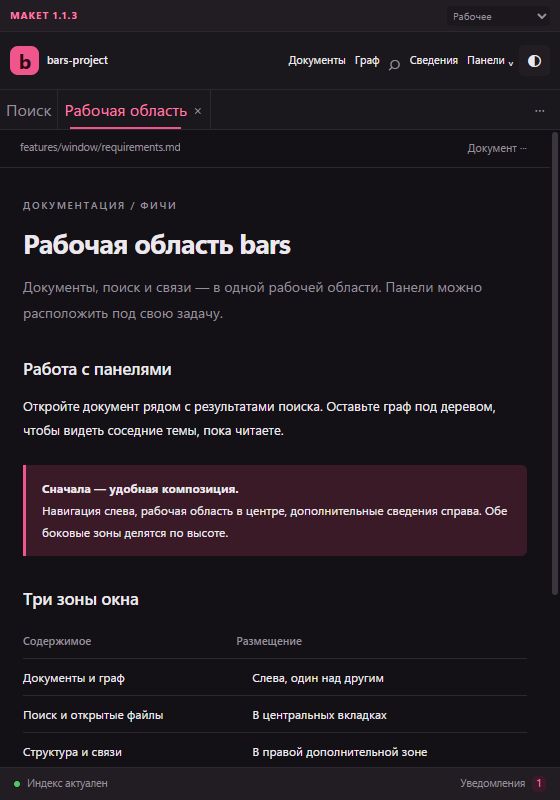 МАКЕТ 1.1.3
Рабочее
b bars-project Документы Граф Сведения Панели
Поиск Рабочая область × ···
features/window/requirements.md Документ ···
ДОКУМЕНТАЦИЯ / ФИЧИ
Рабочая область bars
Документы, поиск и связи — в одной рабочей области. Панели можно
расположить под свою задачу.
Работа с панелями
Откройте документ рядом с результатами поиска. Оставьте граф под деревом,
чтобы видеть соседние темы, пока читаете.
Сначала — удобная композиция.
Навигация слева, рабочая область в центре, дополнительные сведения справа. Обе
боковые зоны делятся по высоте.
Три зоны окна
Содержимое Размещение
Документы и граф Слева, один над другим
Поиск и открытые файлы В центральных вкладках
Структура и связи В правой дополнительной зоне
Индекс актуален Уведомления 1